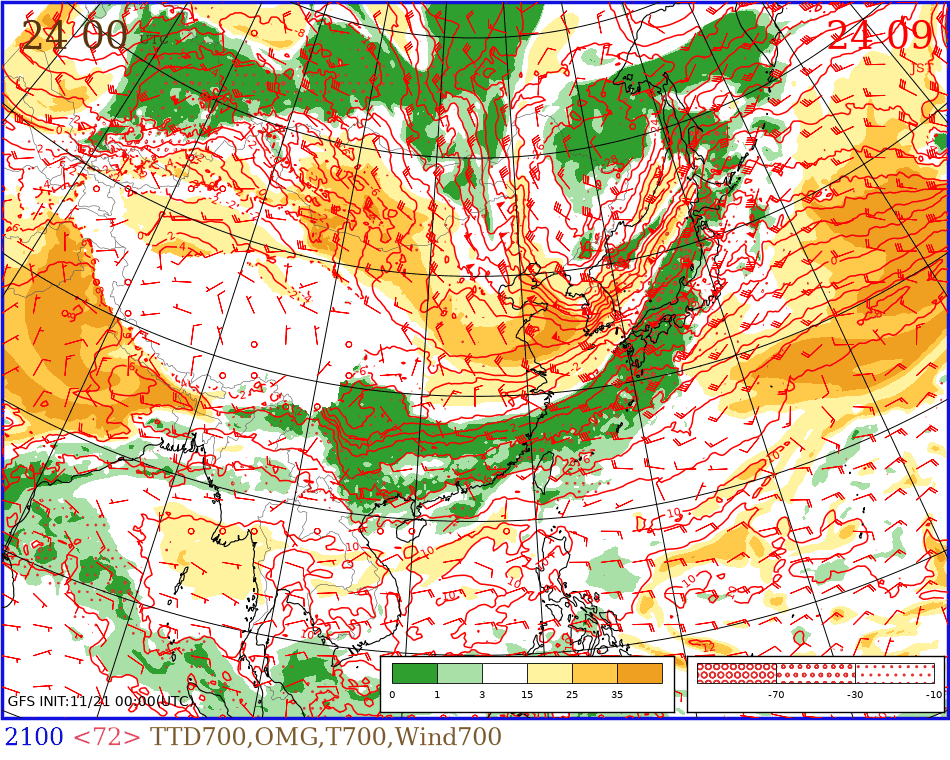 24 00
24 09
JST
GFS INIT:11/21 00:00(UTC)
0 1 3 15 25 35
-70 -30 -10
2100 <72> TTD700,OMG,T700,Wind700